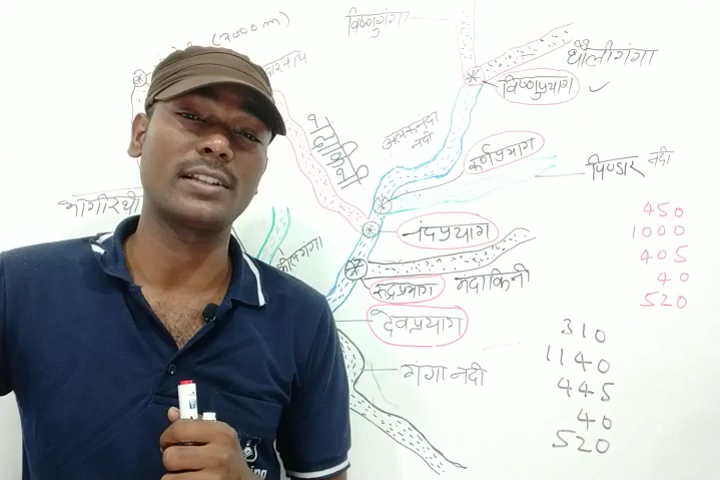 विष्णुगंगा
(7000m)
धौलीगंगा
विष्णुप्रयाग
अलकनंदा
नदी
नंदाकिनी
कर्णप्रयाग
पिण्डार नदी
भागीरथी
नंदप्रयाग
450
1000
405
40
520
रूद्रप्रयाग
मंदाकिनी
देवप्रयाग
गंगा नदी
310
1140
445
40
520